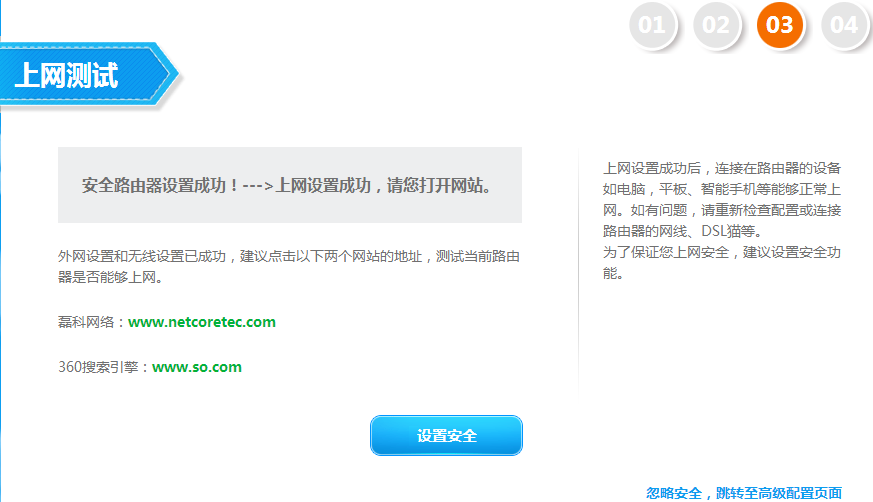 01 02 03 04
上网测试
安全路由器设置成功！--->上网设置成功，请您打开网站。
外网设置和无线设置已成功，建议点击以下两个网站的地址，测试当前路由
器是否能够上网。
磊科网络：www.netcoretec.com
360搜索引擎：www.so.com
设置安全
上网设置成功后，连接在路由器的设备
如电脑，平板、智能手机等能够正常上
网。如有问题，请重新检查配置或连接
路由器的网线、DSL猫等。
为了保证您上网安全，建议设置安全功
能。
忽略安全，跳转至高级配置页面